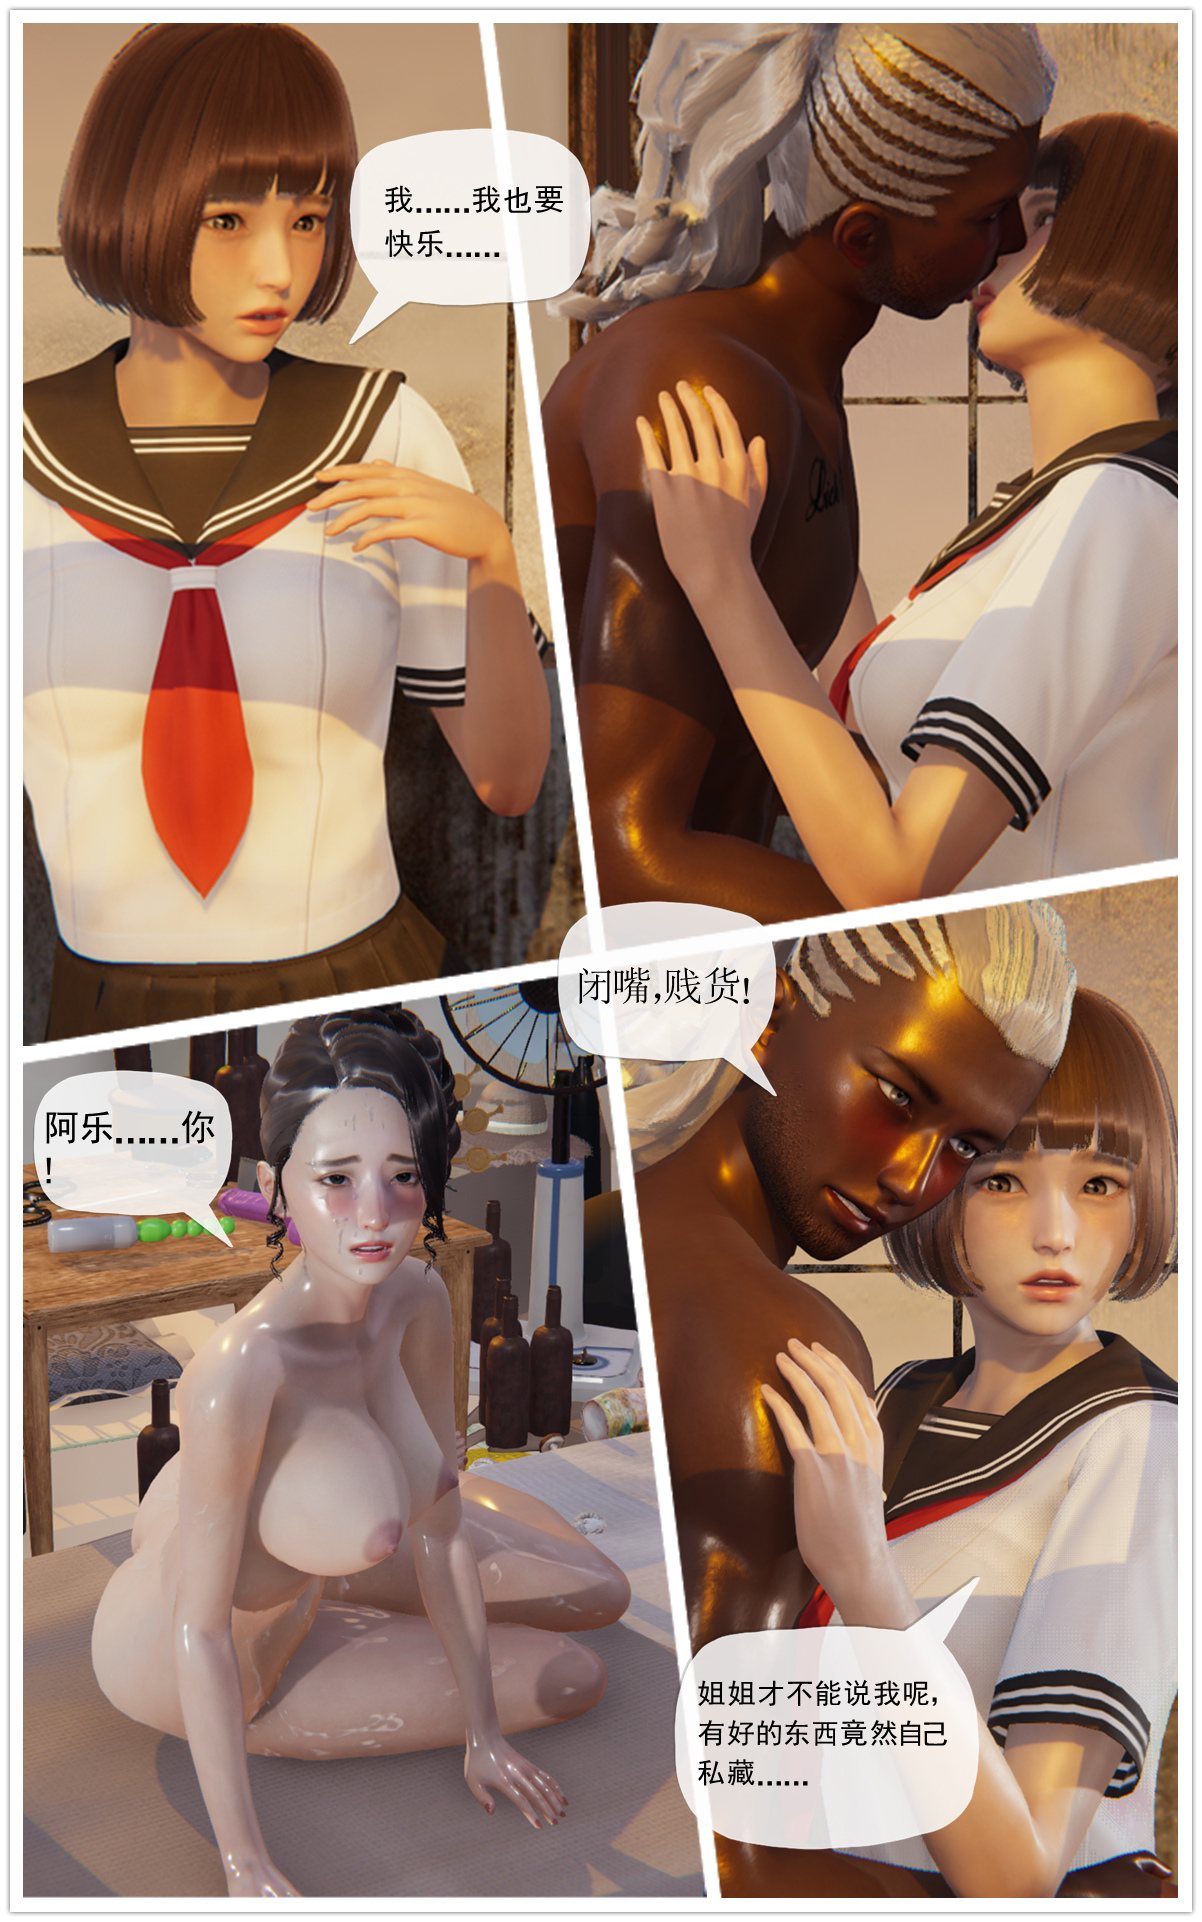 我……我也要
快乐……
闭嘴,贱货!
阿乐……你
!
姐姐才不能说我呢，
有好的东西竟然自己
私藏……